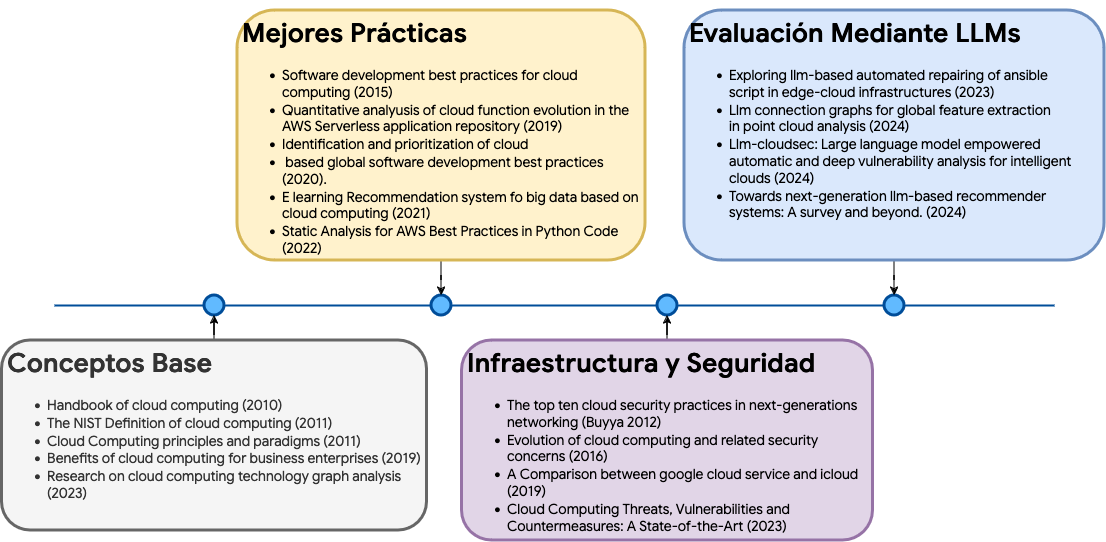 Mejores Prácticas
Software development best practices for cloud
computing (2015)
Quantitative analysis of cloud function evolution in the
AWS Serverless application repository (2019)
Identification and prioritization of cloud
based global software development best practices
(2020).
E learning Recommendation system fo big data based on
cloud computing (2021)
Static Analysis for AWS Best Practices in Python Code
(2022)
Evaluación Mediante LLMs
Exploring llm-based automated repairing of ansible
script in edge-cloud infrastructures (2023)
Llm connection graphs for global feature extraction
in point cloud analysis (2024)
Llm-cloudsec: Large language model empowered
automatic and deep vulnerability analysis for intelligent
clouds (2024)
Towards next-generation llm-based recommender
systems: A survey and beyond. (2024)
Conceptos Base
Handbook of cloud computing (2010)
The NIST Definition of cloud computing (2011)
Cloud Computing principles and paradigms (2011)
Benefits of cloud computing for business enterprises (2019)
Research on cloud computing technology graph analysis
(2023)
Infraestructura y Seguridad
The top ten cloud security practices in next-generations
networking (Buyya 2012)
Evolution of cloud computing and related security
concerns (2016)
A Comparison between google cloud service and icloud
(2019)
Cloud Computing Threats, Vulnerabilities and
Countermeasures: A State-of-the-Art (2023)